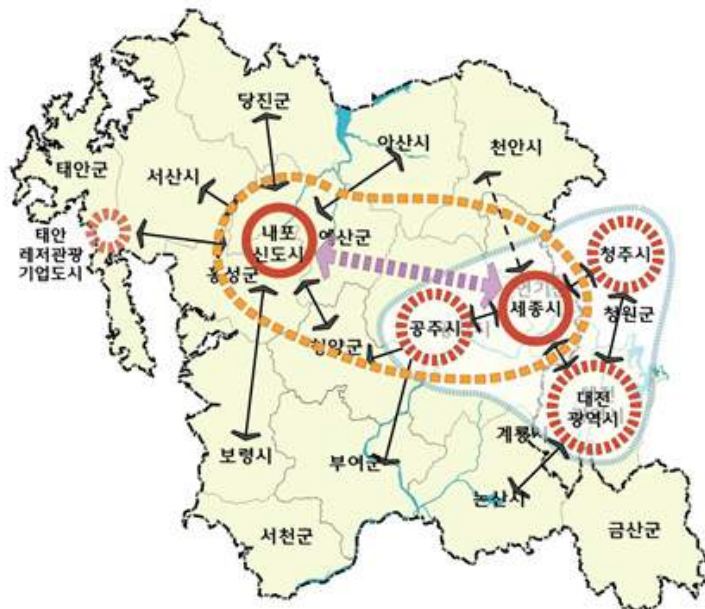 당진군
아산시
천안시
태안군
서산시
태안
레저관광
기업도시
내포
신도시
예산군
홍성군
청주시
연기군
세종시
청원군
공주시
청양군
대전
광역시
계룡
보령시
부여군
논산시
서천군
금산군